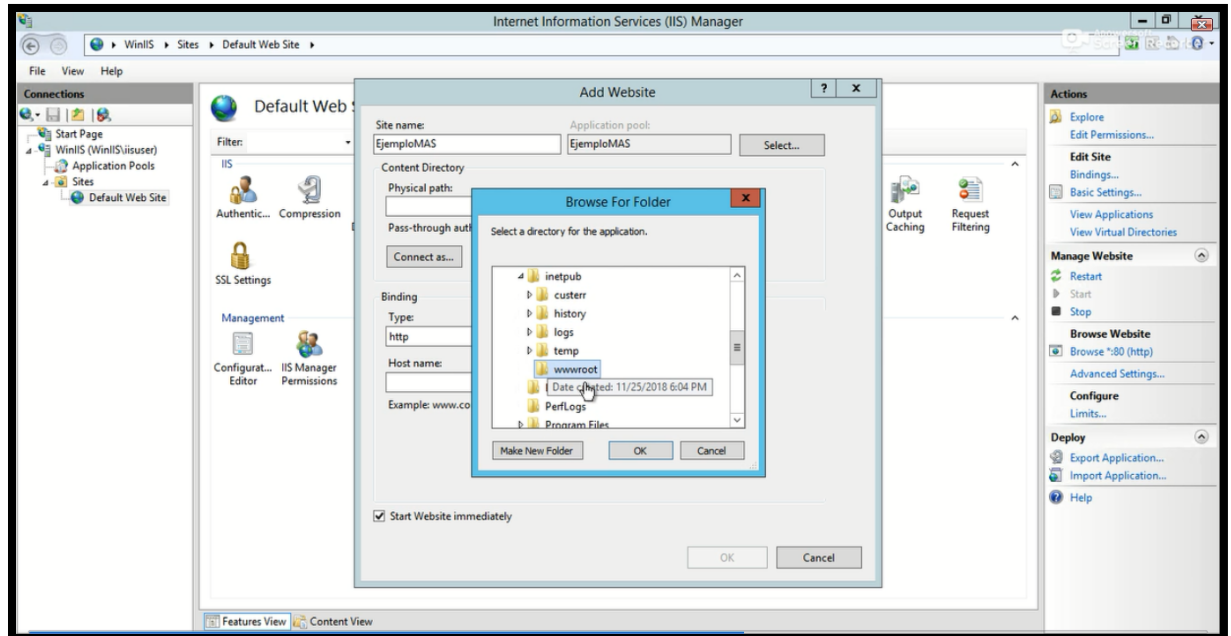 Internet Information Services (IIS) Manager
WinIIS Sites Default Web Site
File View Help
Connections
Start Page
WinIIS (WinIIS\iisuser)
Application Pools
Sites
Default Web Site
Default Web
Filter:
IIS
Authentic... Compression
SSL Settings
Management
Configurat... Editor
IIS Manager Permissions
Output Caching
Request Filtering
Features View Content View
Add Website
? x
Site name: Application pool:
EjemploMAS EjemploMAS Select...
Content Directory
Physical path:
Pass-through auth
Connect as...
Binding
Type:
http
Host name:
Example: www.co
Start Website immediately
OK Cancel
Browse For Folder
x
Select a directory for the application.
inetpub
custerr
history
logs
temp
wwwroot
Date created: 11/25/2018 6:04 PM
PerfLogs
Program Files
Make New Folder OK Cancel
Actions
Explore
Edit Permissions...
Edit Site
Bindings...
Basic Settings...
View Applications
View Virtual Directories
Manage Website
Restart
Start
Stop
Browse Website
Browse *:80 (http)
Advanced Settings...
Configure
Limits...
Deploy
Export Application...
Import Application...
Help